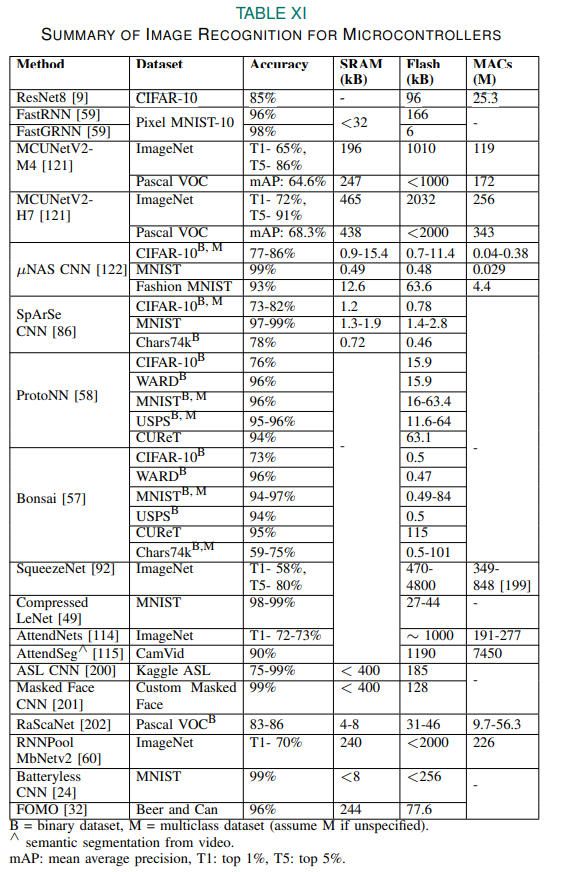 TABLE XI
SUMMARY OF IMAGE RECOGNITION FOR MICROCONTROLLERS
Method Dataset Accuracy SRAM (kB) Flash (kB) MACs (M)
ResNet8 [9] CIFAR-10 85% - 96 25.3
FastRNN [59] Pixel MNIST-10 96% <32 166 -
FastGRNN [59] 98% 6
MCUNetV2-M4 [121] ImageNet T1- 65%, T5- 86% 196 1010 119
Pascal VOC mAP: 64.6% 247 <1000 172
MCUNetV2-H7 [121] ImageNet T1- 72%, T5- 91% 465 2032 256
Pascal VOC mAP: 68.3% 438 <2000 343
μNAS CNN [122] CIFAR-10B, M 77-86% 0.9-15.4 0.7-11.4 0.04-0.38
MNIST 99% 0.49 0.48 0.029
Fashion MNIST 93% 12.6 63.6 4.4
SpArSe CNN [86] CIFAR-10B, M 73-82% 1.2 0.78 -
MNIST 97-99% 1.3-1.9 1.4-2.8
Chars74kB 78% 0.72 0.46
ProtoNN [58] CIFAR-10B 76% - 15.9
WARDB 96% 15.9
MNISTB, M 96% 16-63.4
USPSB, M 95-96% 11.6-64
CUReT 94% 63.1
Bonsai [57] CIFAR-10B 73% 0.5
WARDB 96% 0.47
MNISTB, M 94-97% 0.49-84
USPSB 94% 0.5
CUReT 95% 115
Chars74kB,M 59-75% 0.5-101
SqueezeNet [92] ImageNet T1- 58%, T5- 80% 470-4800 349-848 [199]
Compressed LeNet [49] MNIST 98-99% 27-44 -
AttendNets [114] ImageNet T1- 72-73% ∼ 1000 191-277
AttendSeg^ [115] CamVid 90% 1190 7450
ASL CNN [200] Kaggle ASL 75-99% < 400 185 -
Masked Face CNN [201] Custom Masked Face 99% < 400 128
RaScaNet [202] Pascal VOCB 83-86 4-8 31-46 9.7-56.3
RNNPool MbNetv2 [60] ImageNet T1- 70% 240 <2000 226
Batteryless CNN [24] MNIST 99% <8 <256 -
FOMO [32] Beer and Can 96% 244 77.6
B = binary dataset, M = multiclass dataset (assume M if unspecified).
^ semantic segmentation from video.
mAP: mean average precision, T1: top 1%, T5: top 5%.